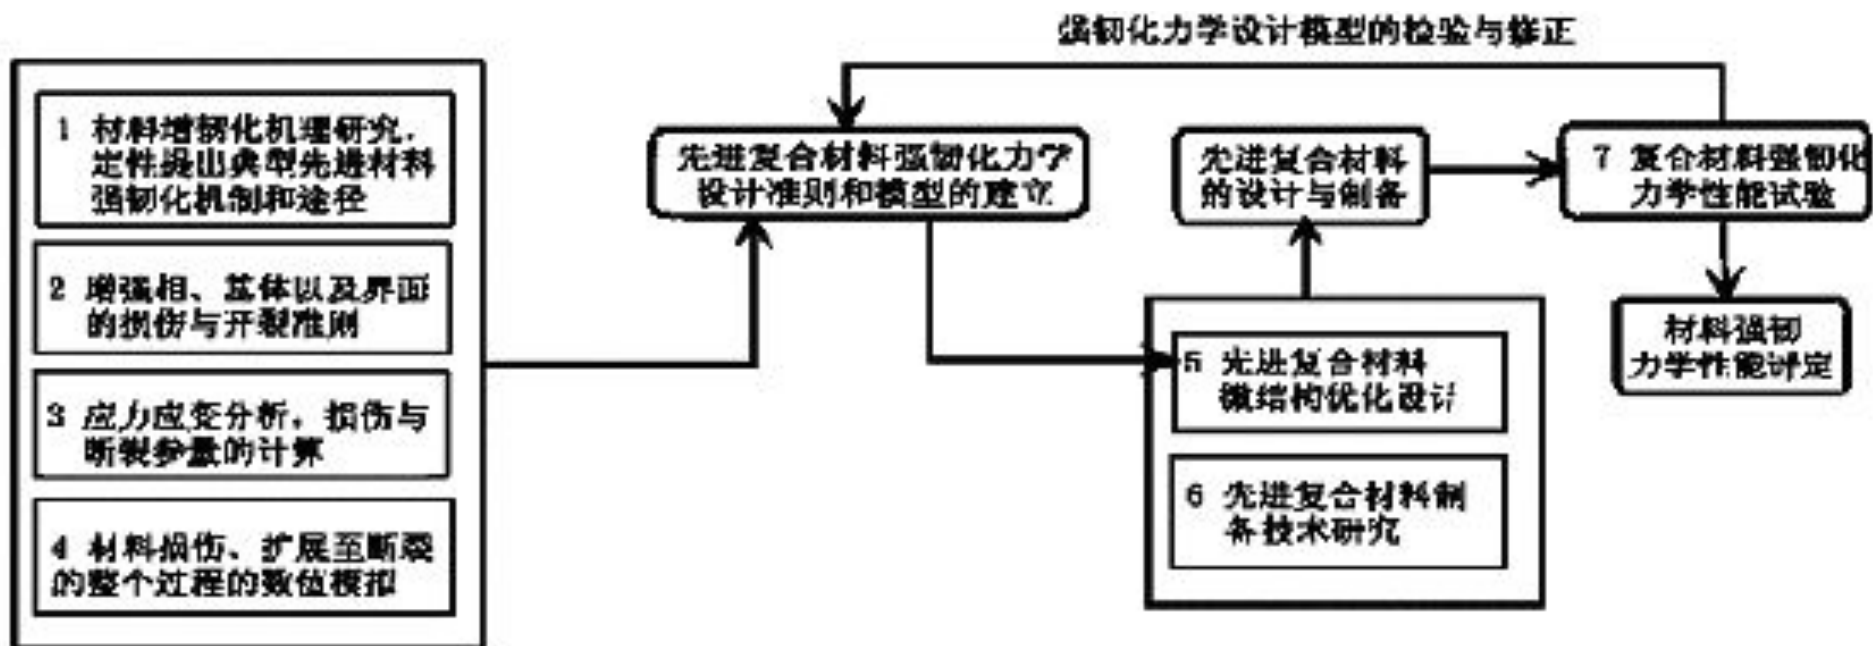 强韧化力学设计模型的检验与修正
1 材料增韧化机理研究，
定性提出典型先进材料
强韧化机制和途径
2 增强相、基体以及界面
的损伤与开裂准则
3 应力应变分析，损伤与
断裂参量的计算
4 材料损伤、扩展至断裂
的整个过程的数值模拟
先进复合材料强韧化力学
设计准则和模型的建立
先进复合材料
的设计与制备
5 先进复合材料
微结构优化设计
6 先进复合材料制
备技术研究
7 复合材料强韧化
力学性能试验
材料强韧
力学性能评定